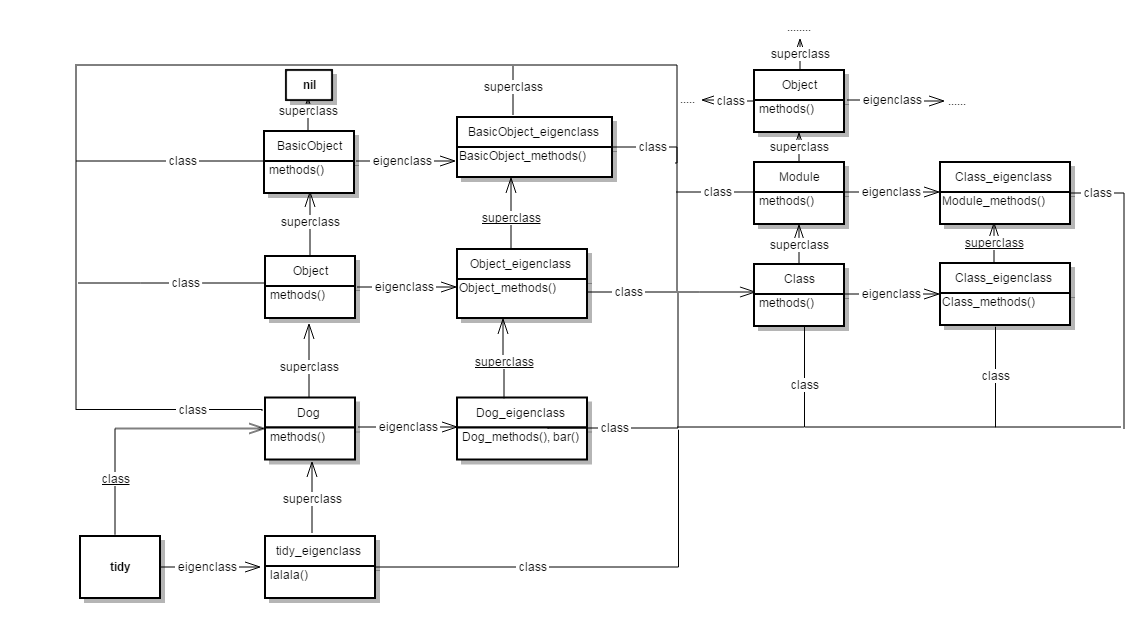 ........
superclass
superclass
nil
Object
..... class
eigenclass ......
methods()
superclass
BasicObject
BasicObject_eigenclass
class
superclass
class
eigenclass
BasicObject_methods()
methods()
Module
Class_eigenclass
class
eigenclass
class
methods()
Module_methods()
superclass
superclass
superclass
superclass
Object
Object_eigenclass
Class
Class_eigenclass
class
eigenclass
class
eigenclass
methods()
Object_methods()
methods()
Class_methods()
superclass
superclass
class
class
class
Dog
Dog_eigenclass
eigenclass
class
methods()
Dog_methods(), bar()
class
superclass
tidy
eigenclass
tidy_eigenclass
class
lalala()